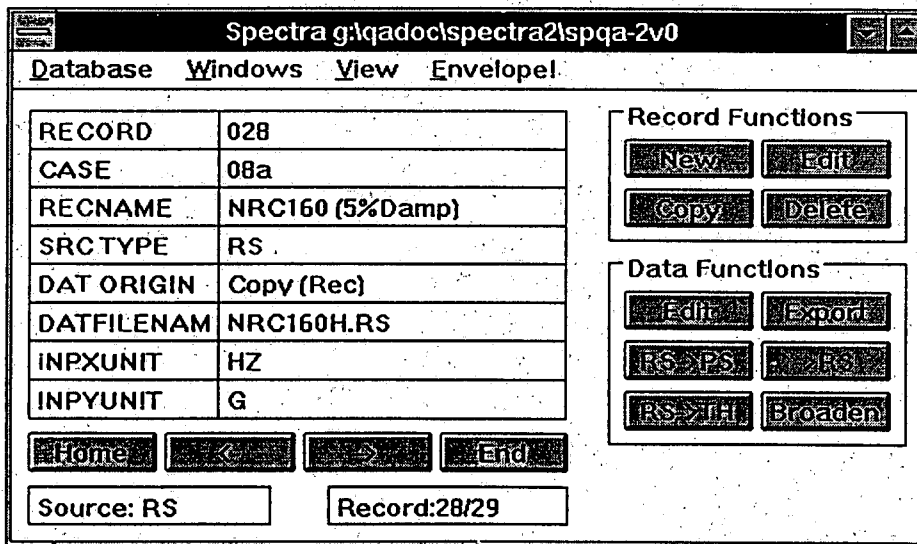 Spectra g:\qadoc\spectra2\spqa-2v0
Database Windows View Envelope!
RECORD 028
CASE 08a
RECNAME NRC160 (5%Damp)
SRCTYPE RS
DAT ORIGIN Copy (Rec)
DATFILENAM NRC160H.RS
INPXUNIT HZ
INPYUNIT G
Home < > End
Source: RS Record:28/29
Record Functions
New Edit
Copy Delete
Data Functions
Edit Export
RS->PS ->RS
RS->TH Broaden